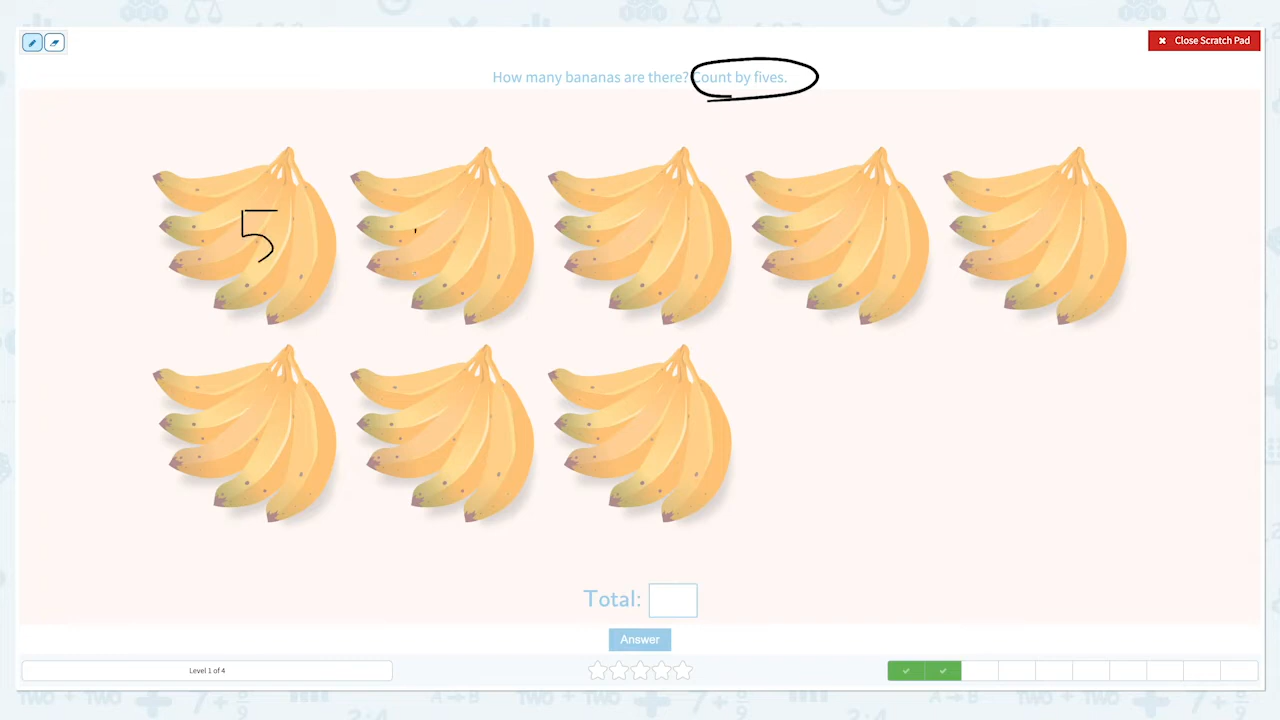 Close Scratch Pad
How many bananas are there? Count by fives.
5
Total:
Answer
Level 1 of 4